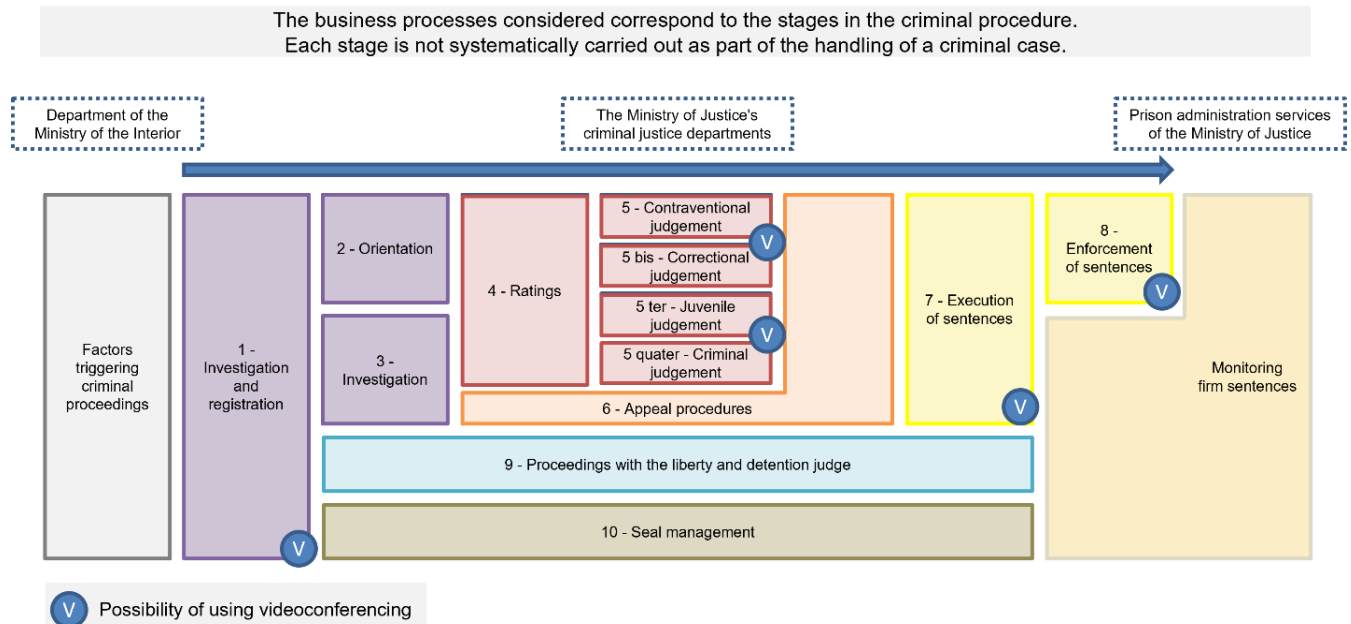 The business processes considered correspond to the stages in the criminal procedure.
Each stage is not systematically carried out as part of the handling of a criminal case.
Department of the
Ministry of the Interior
The Ministry of Justice's
criminal justice departments
Prison administration services
of the Ministry of Justice
Factors
triggering
criminal
proceedings
1 -
Investigation
and
registration
V
2 - Orientation
3 -
Investigation
4 - Ratings
5 - Contraventional
judgement
V
5 bis - Correctional
judgement
5 ter - Juvenile
judgement
V
5 quater - Criminal
judgement
6 - Appeal procedures
7 - Execution
of sentences
V
8 -
Enforcement
of sentences
V
Monitoring
firm sentences
9 - Proceedings with the liberty and detention judge
10 - Seal management
V Possibility of using videoconferencing